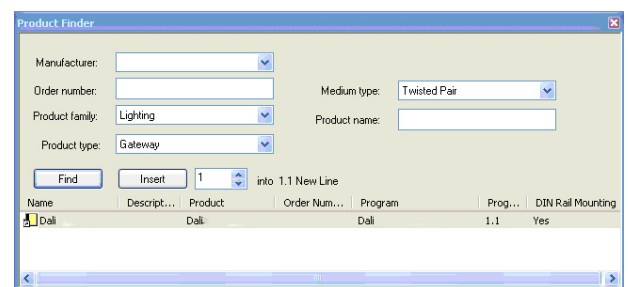 Product Finder
Manufacturer:
Order number: Medium type: Twisted Pair
Product family: Lighting Product name:
Product type: Gateway
Find Insert 1 into 1.1 New Line
Name Descript... Product Order Num... Program Prog... DIN Rail Mounting
Dali Dali Dali 1.1 Yes